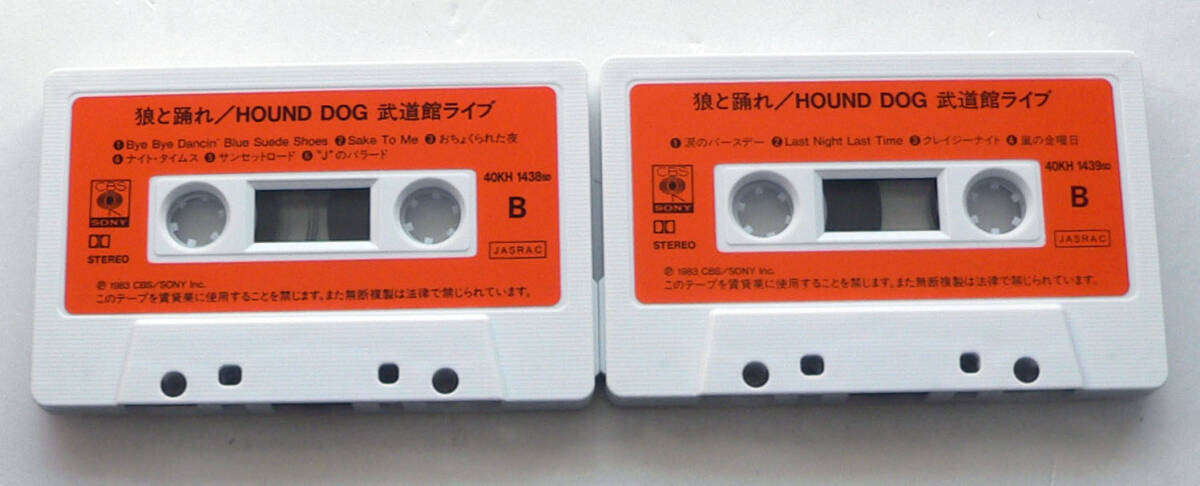 狼と踊れ/HOUND DOG 武道館ライブ
❶Bye Bye Dancin' Blue Suede Shoes ❷Sake To Me ❸おちょくられた夜
❹ナイト・タイムス ❺サンセットロード ❻"J"のバラード
CBS
SONY
STEREO
40KH 1438
B
JASRAC
Ⓟ 1983 CBS/SONY Inc.
このテープを賃貸業に使用することを禁じます。また無断複製は法律で禁じられています。
狼と踊れ/HOUND DOG 武道館ライブ
❶涙のバースデー ❷Last Night Last Time ❸クレイジーナイト ❹嵐の金曜日
CBS
SONY
STEREO
40KH 1439
B
JASRAC
Ⓟ 1983 CBS/SONY Inc.
このテープを賃貸業に使用することを禁じます。また無断複製は法律で禁じられています。